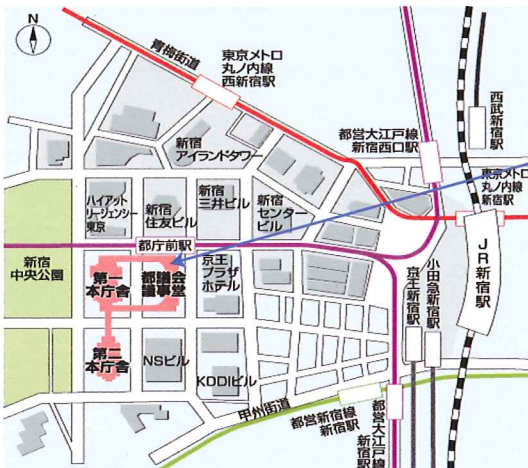 N
青梅街道
東京メトロ
丸ノ内線
西新宿駅
西武新宿駅
都営大江戸線
新宿西口駅
新宿
アイランドタワー
東京メトロ
丸ノ内線
新宿駅
ハイアット
リージェンシー
東京
新宿
住友ビル
新宿
三井ビル
新宿
センター
ビル
都庁前駅
新宿
中央公園
第一
本庁舎
都議会
議事堂
京王
プラザ
ホテル
JR新宿駅
小田急新宿駅
京王新宿駅
第二
本庁舎
NSビル
KDDIビル
甲州街道
都営新宿線
新宿駅
都営大江戸線
新宿駅